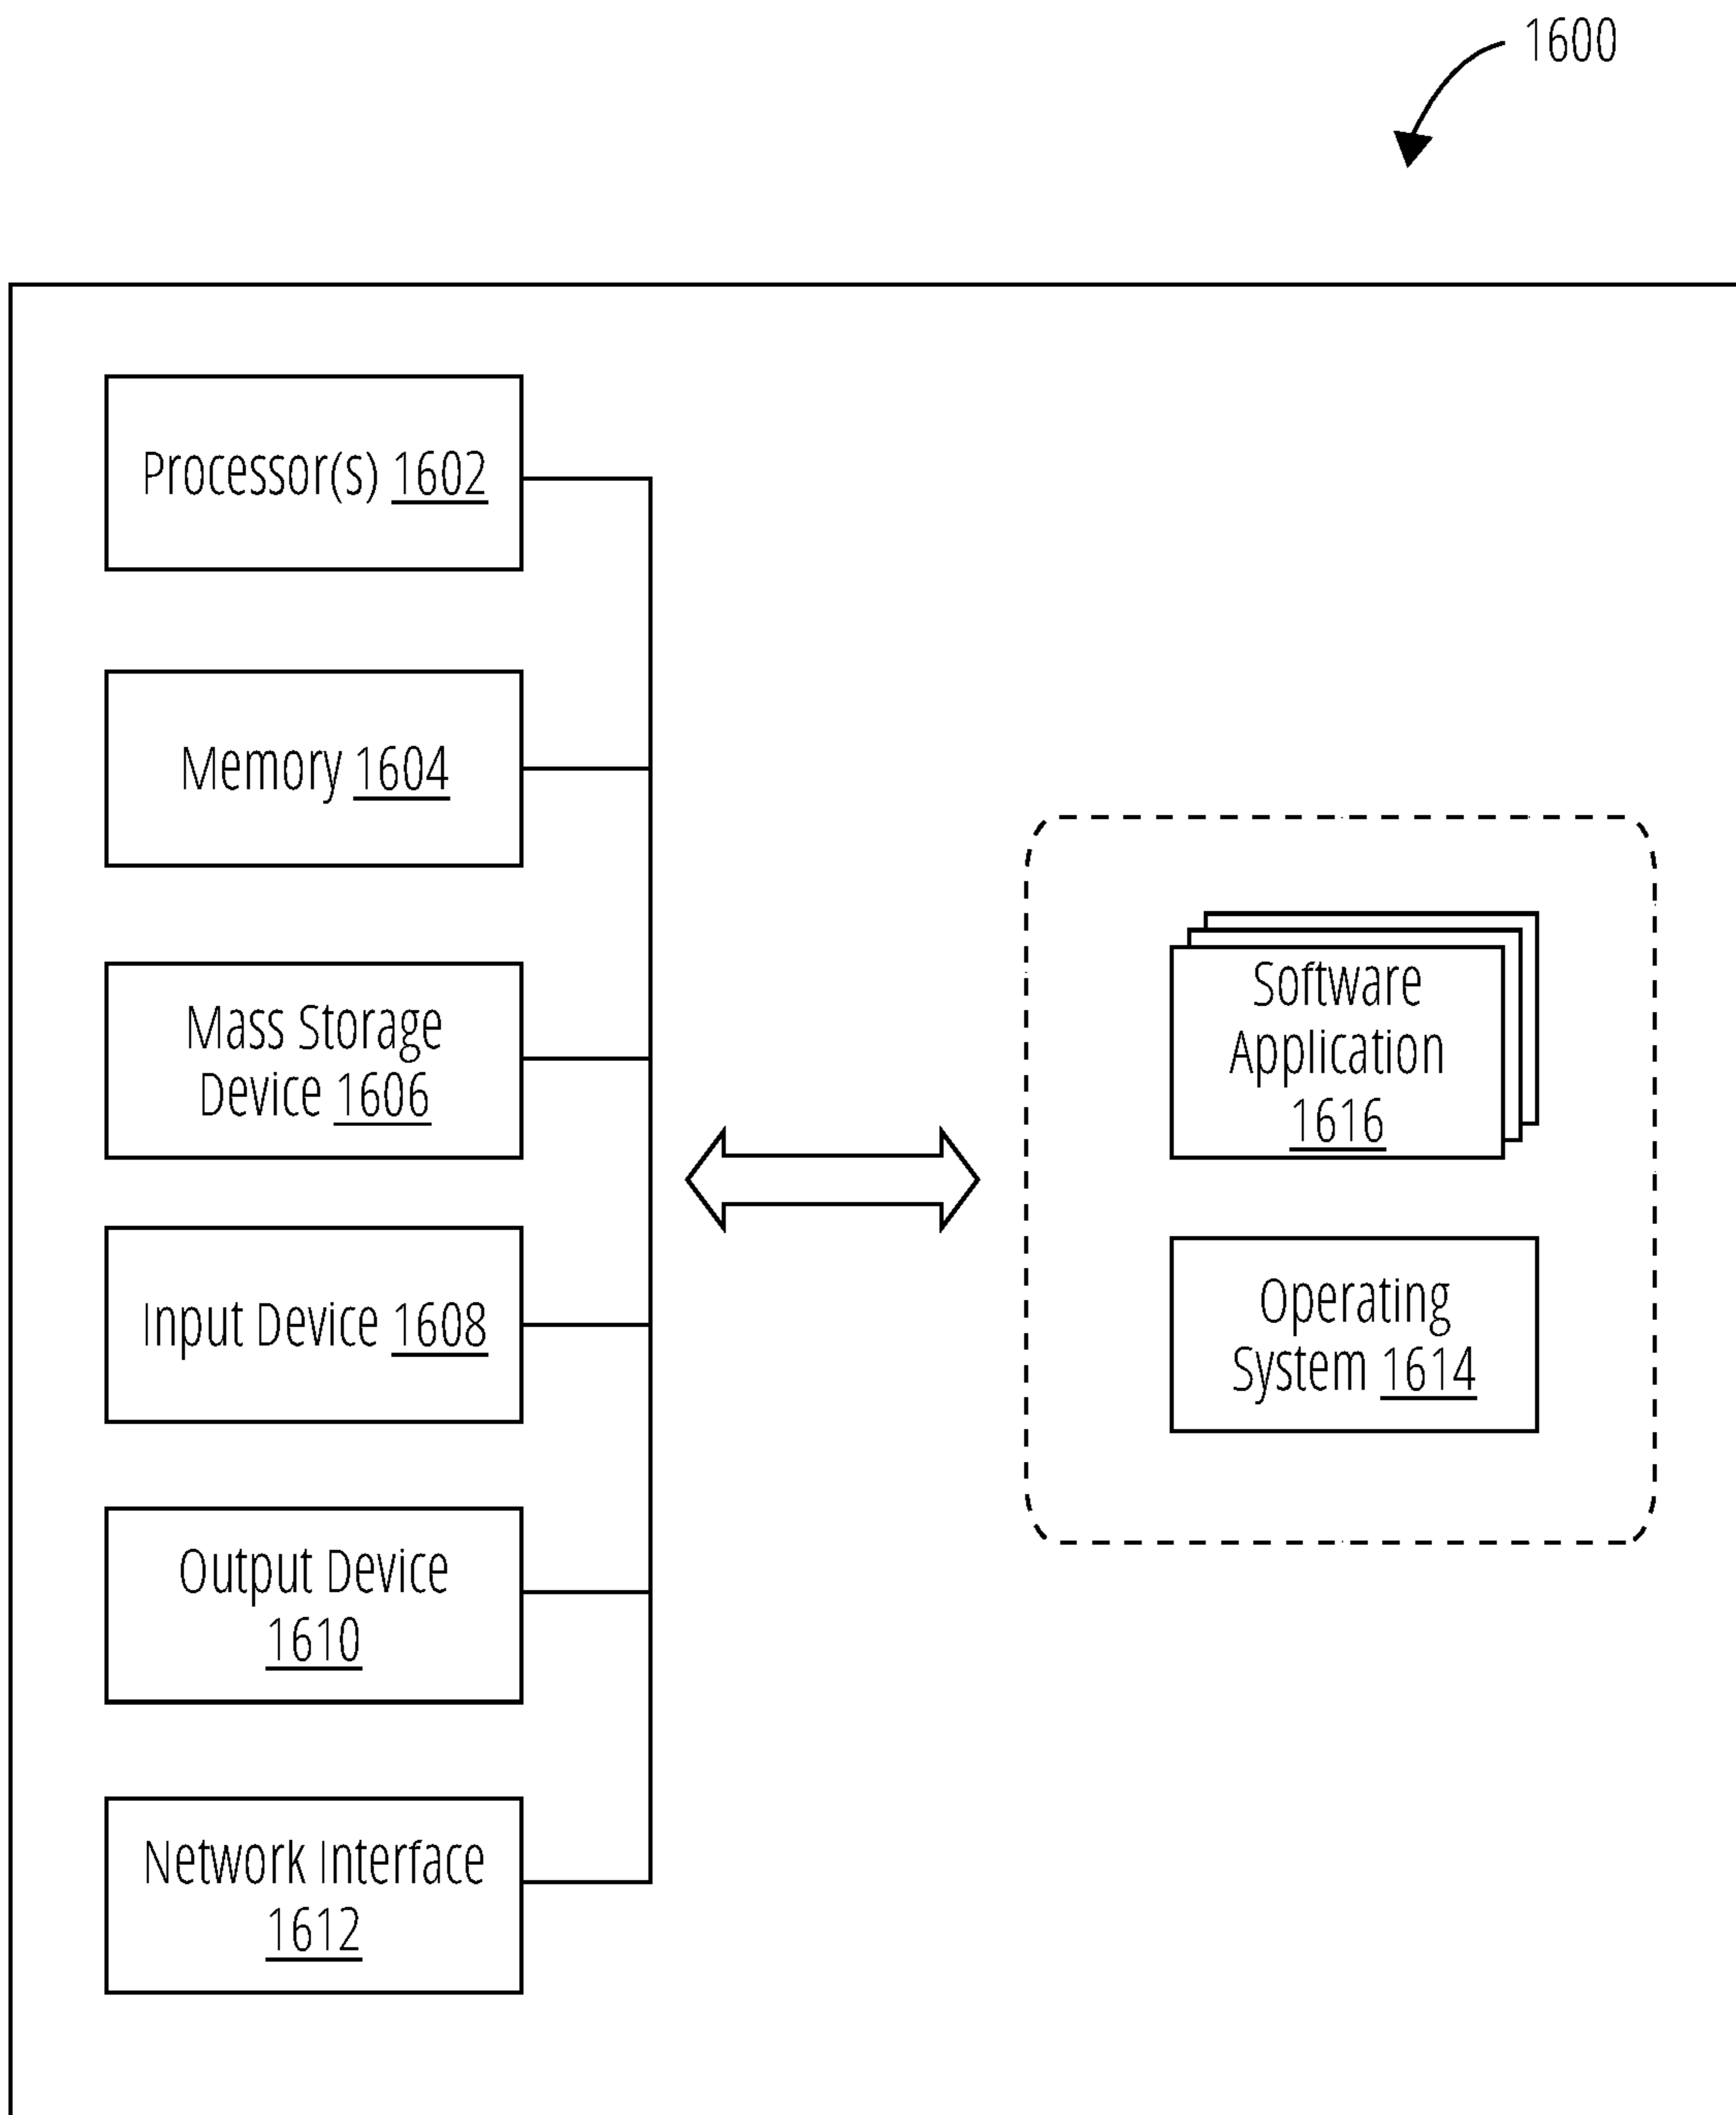 1600
Processor(s) 1602
Memory 1604
Mass Storage
Device 1606
Input Device 1608
Output Device
1610
Network Interface
1612
Software
Application
1616
Operating
System 1614